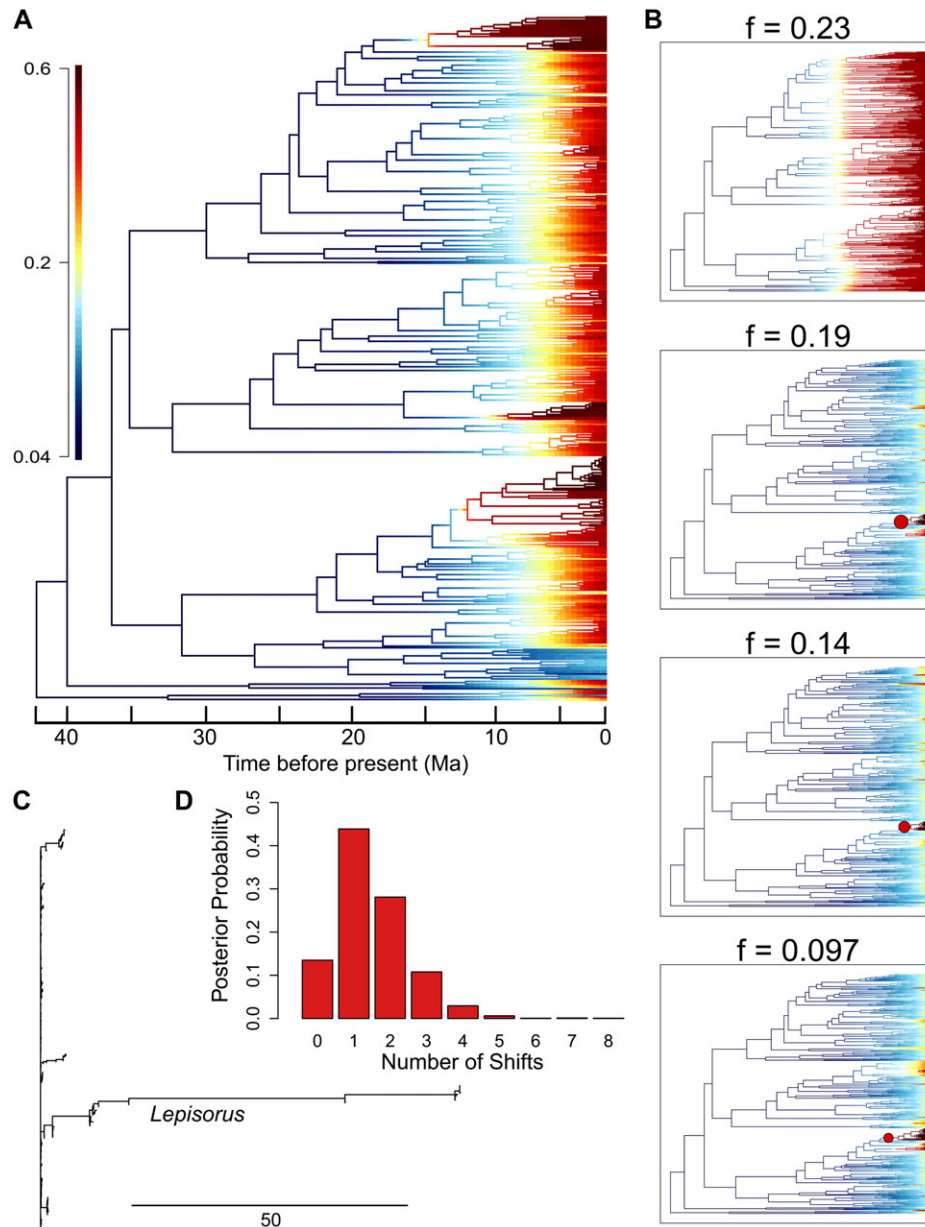 A
0.6
0.2
0.04
40 30 20 10 0
Time before present (Ma)
B
f = 0.23
f = 0.19
f = 0.14
f = 0.097
C
Lepisorus
50
D
Posterior Probability
0.5
0.4
0.3
0.2
0.1
0.0
0 1 2 3 4 5 6 7 8
Number of Shifts